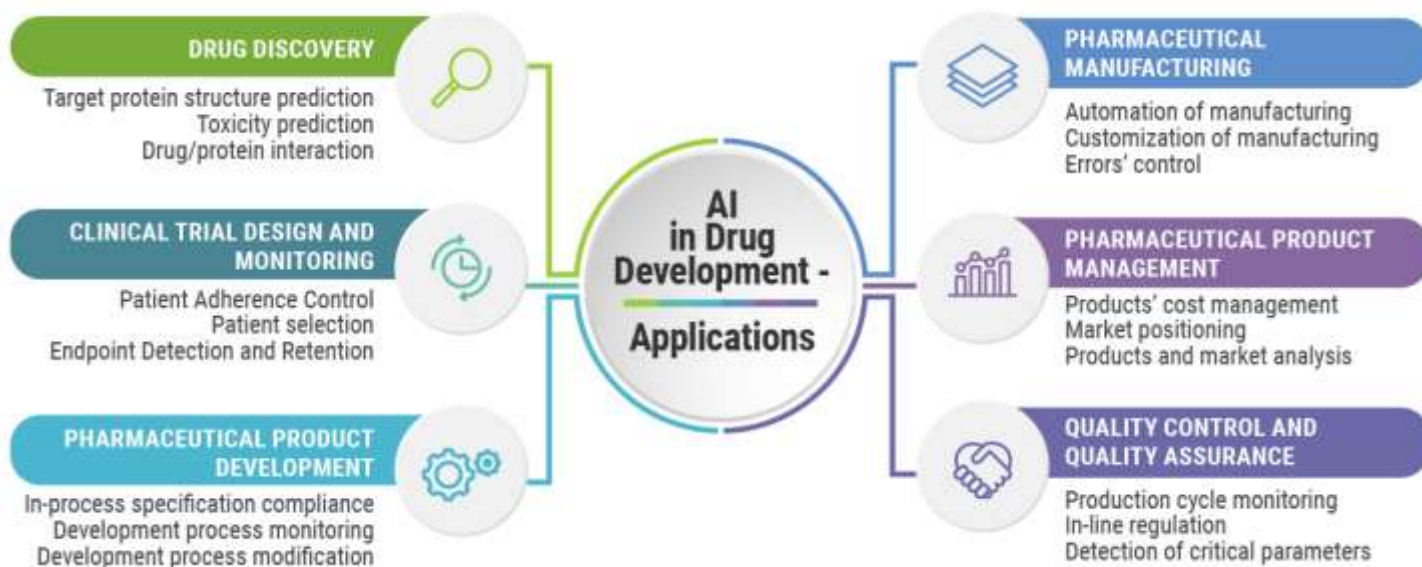 DRUG DISCOVERY
Target protein structure prediction
Toxicity prediction
Drug/protein interaction
CLINICAL TRIAL DESIGN AND
MONITORING
Patient Adherence Control
Patient selection
Endpoint Detection and Retention
PHARMACEUTICAL PRODUCT
DEVELOPMENT
In-process specification compliance
Development process monitoring
Development process modification
AI
in Drug
Development -
Applications
PHARMACEUTICAL
MANUFACTURING
Automation of manufacturing
Customization of manufacturing
Errors' control
PHARMACEUTICAL PRODUCT
MANAGEMENT
Products' cost management
Market positioning
Products and market analysis
QUALITY CONTROL AND
QUALITY ASSURANCE
Production cycle monitoring
In-line regulation
Detection of critical parameters